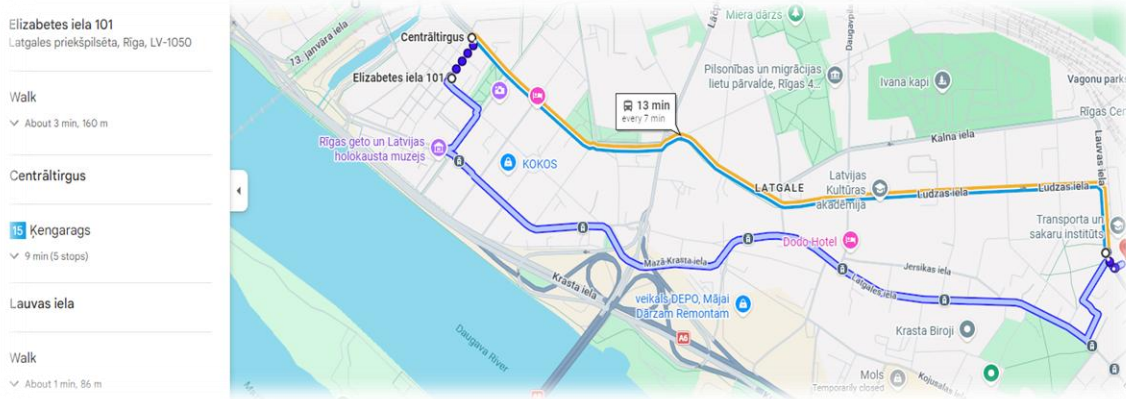 Elizabetes iela 101
Latgales priekšpilsēta, Rīga, LV-1050
Walk
About 3 min, 160 m
Centrāltirgus
15 Ķengarags
9 min (5 stops)
Lauvas iela
Walk
About 1 min, 86 m
13. janvāra iela
Centrāltirgus
Elizabetes iela 101
Rīgas geto un Latvijas
holokausta muzejs
KOKOS
Miera dārzs
Pilsonības un migrācijas
lietu pārvalde, Rīgas 4...
Ivana kapi
Vagonu park
Rīgas Cen
13 min
every 7 min
Kalna iela
Lauvas iela
LATGALE
Latvijas
Kultūras
akadēmija
Ludzas iela
Ludzas iela
Transporta un
sakaru institūts
Dodo-Hotel
Mazā Krasta iela
Jersikas iela
Latgales iela
Krasta iela
veikals DEPO, Mājai
Dārzam Remontam
Krasta Biroji
A6
Daugava River
Mols
Temporarily closed
A6